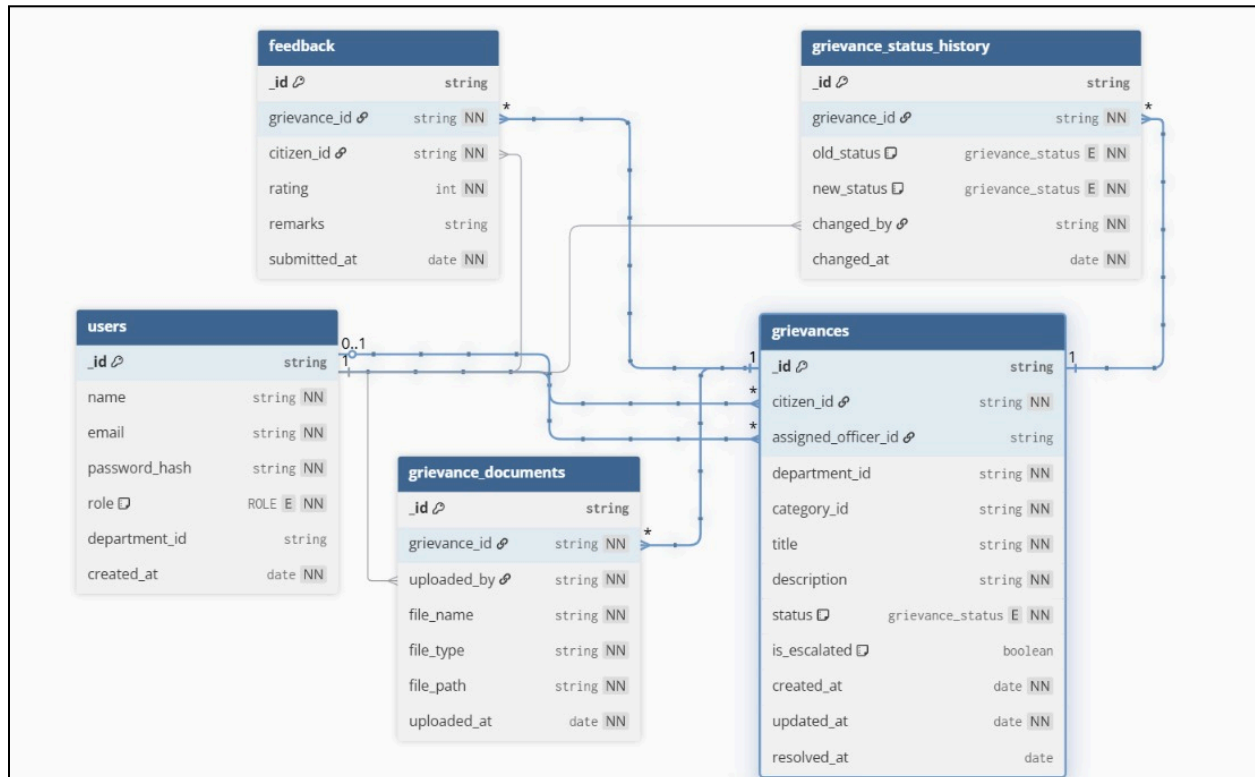 feedback
_id string
grievance_id string NN
citizen_id string NN
rating int NN
remarks string
submitted_at date NN
*
grievance_status_history
_id string
grievance_id string NN
old_status grievance_status E NN
new_status grievance_status E NN
changed_by string NN
changed_at date NN
*
users
_id string
name string NN
email string NN
password_hash string NN
role ROLE E NN
department_id string
created_at date NN
0..1
1
grievance_documents
_id string
grievance_id string NN
uploaded_by string NN
file_name string NN
file_type string NN
file_path string NN
uploaded_at date NN
*
grievances
1 _id string 1
* citizen_id string NN
* assigned_officer_id string
department_id string NN
category_id string NN
title string NN
description string NN
status grievance_status E NN
is_escalated boolean
created_at date NN
updated_at date NN
resolved_at date